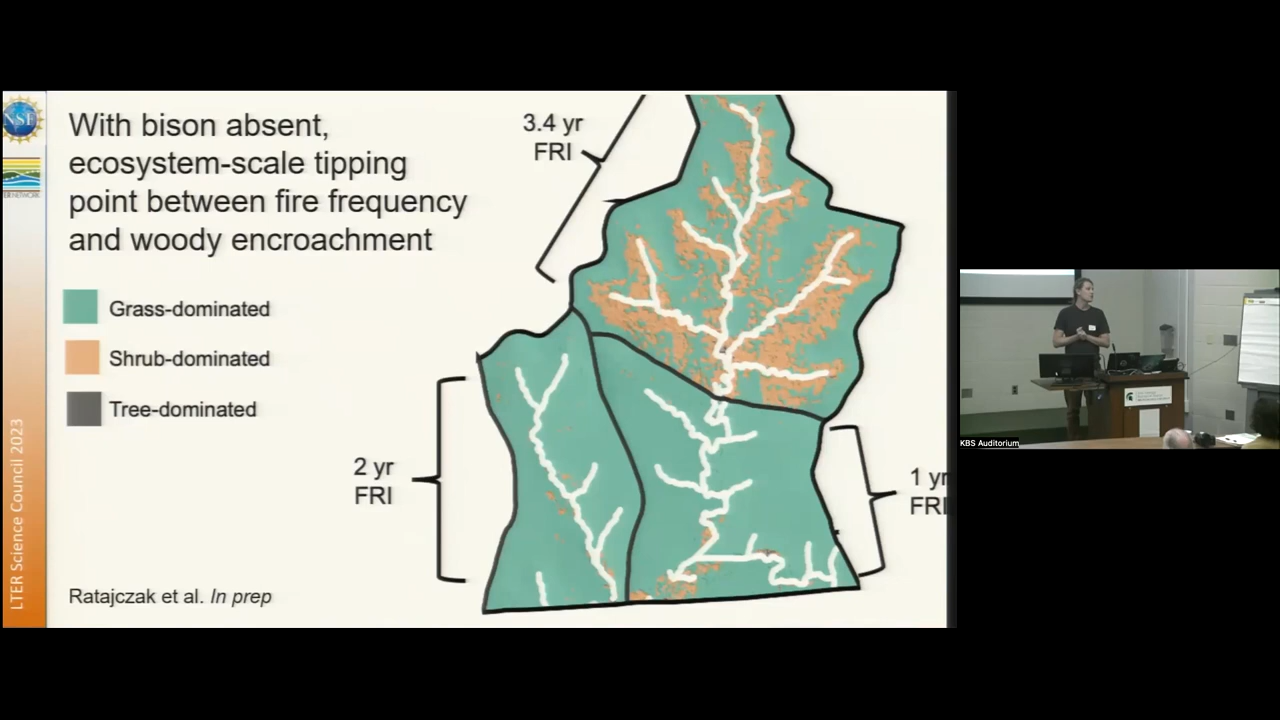 With bison absent,
ecosystem-scale tipping
point between fire frequency
and woody encroachment
Grass-dominated
Shrub-dominated
Tree-dominated
3.4 yr
FRI
2 yr
FRI
1 yr
FRI
Ratajczak et al. In prep
LTER Science Council 2023
NSF
KBS Auditorium